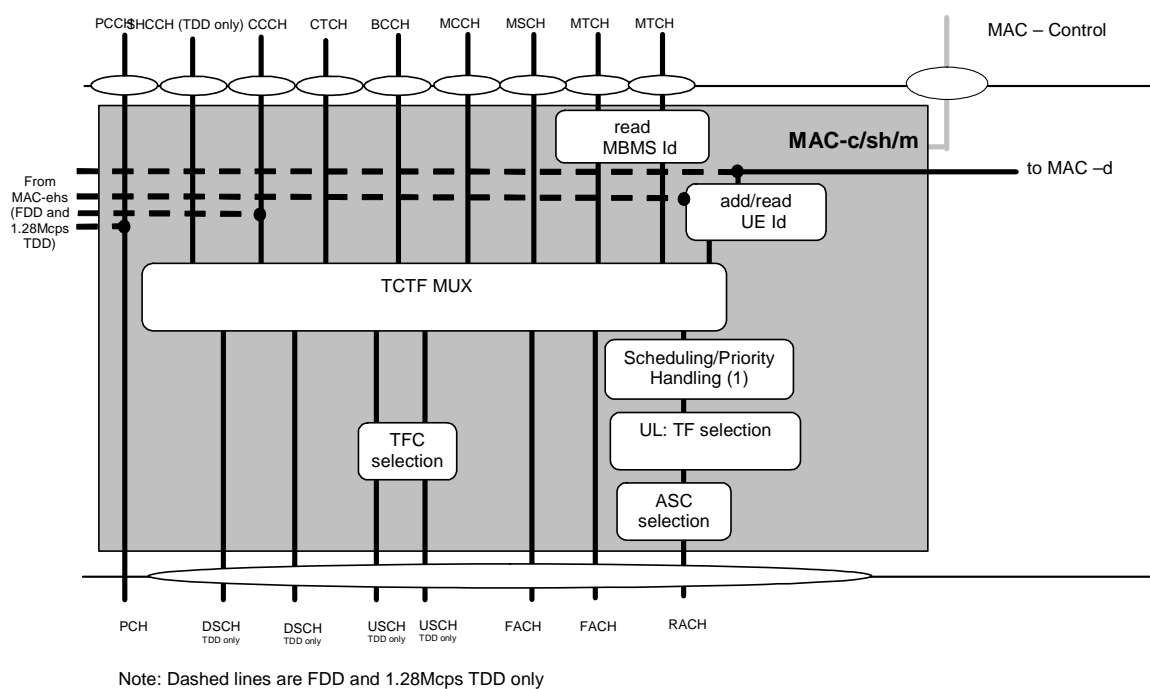 PCCH SHCCH (TDD only) CCCH CTCH BCCH MCCH MSCH MTCH MTCH
MAC – Control
read
MBMS Id
MAC-c/sh/m
to MAC –d
From
MAC-ehs
(FDD and
1.28Mcps
TDD)
add/read
UE Id
TCTF MUX
Scheduling/Priority
Handling (1)
UL: TF selection
TFC
selection
ASC
selection
PCH DSCH DSCH USCH USCH FACH FACH RACH
TDD only TDD only TDD only TDD only
Note: Dashed lines are FDD and 1.28Mcps TDD only